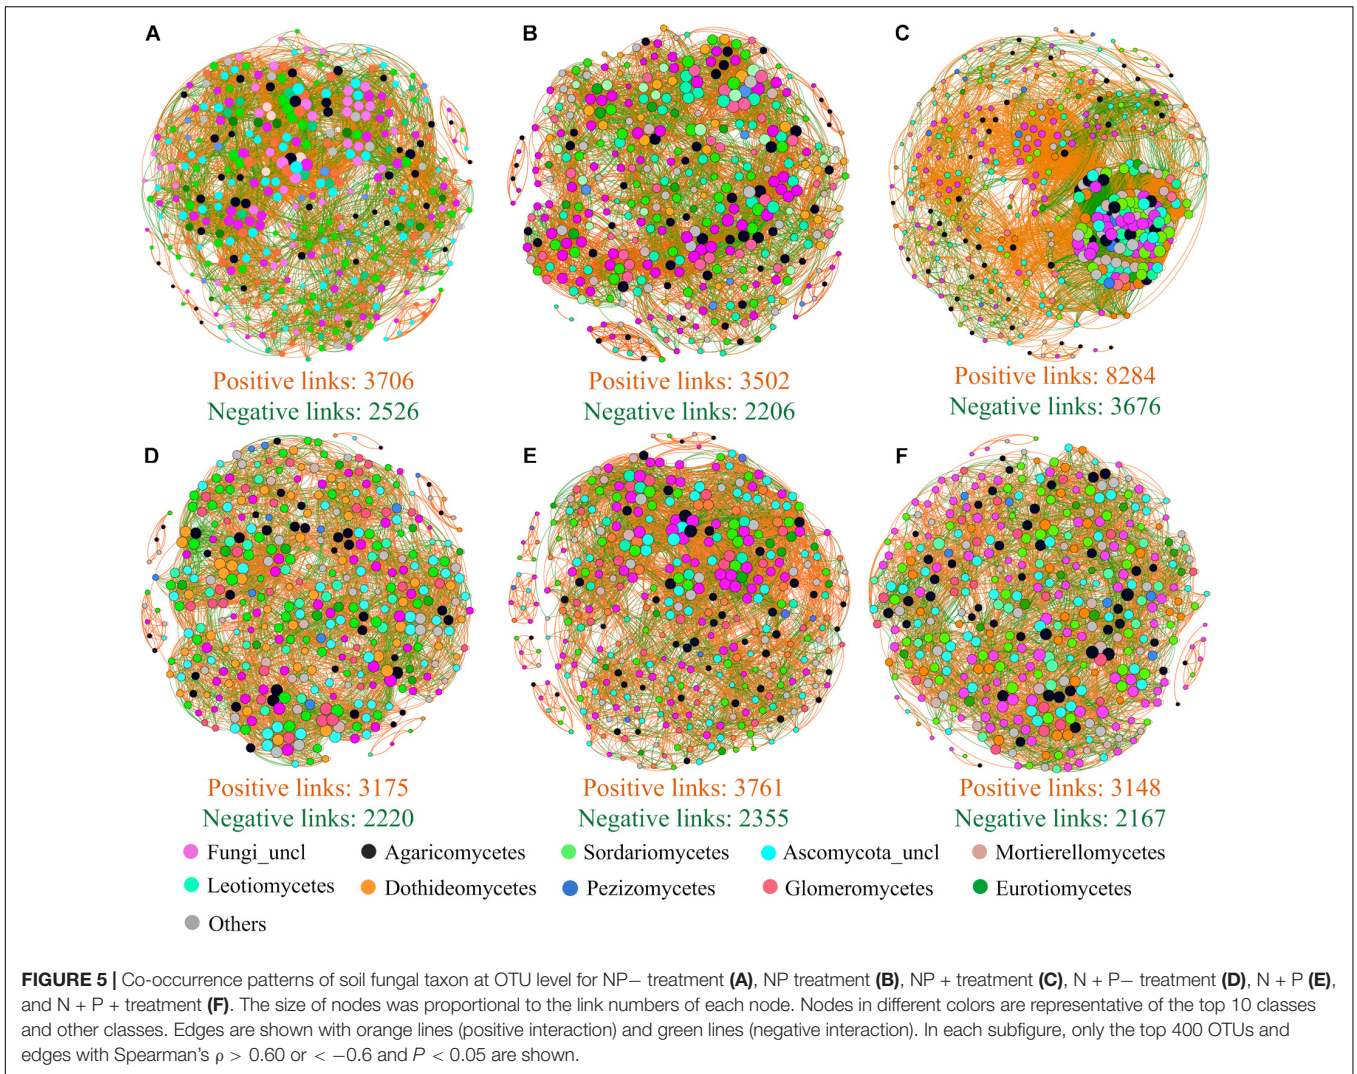 A
B
C
Positive links: 3706
Negative links: 2526
Positive links: 3502
Negative links: 2206
Positive links: 8284
Negative links: 3676
D
E
F
Positive links: 3175
Negative links: 2220
Positive links: 3761
Negative links: 2355
Positive links: 3148
Negative links: 2167
Fungi_uncl
Agaricomycetes
Sordariomycetes
Ascomycota_uncl
Mortierellomycetes
Leotiomycetes
Dothideomycetes
Pezizomycetes
Glomeromycetes
Eurotiomycetes
Others
FIGURE 5 | Co-occurrence patterns of soil fungal taxon at OTU level for NP− treatment (A), NP treatment (B), NP + treatment (C), N + P− treatment (D), N + P (E),
and N + P + treatment (F). The size of nodes was proportional to the link numbers of each node. Nodes in different colors are representative of the top 10 classes
and other classes. Edges are shown with orange lines (positive interaction) and green lines (negative interaction). In each subfigure, only the top 400 OTUs and
edges with Spearman's ρ > 0.60 or < −0.6 and P < 0.05 are shown.